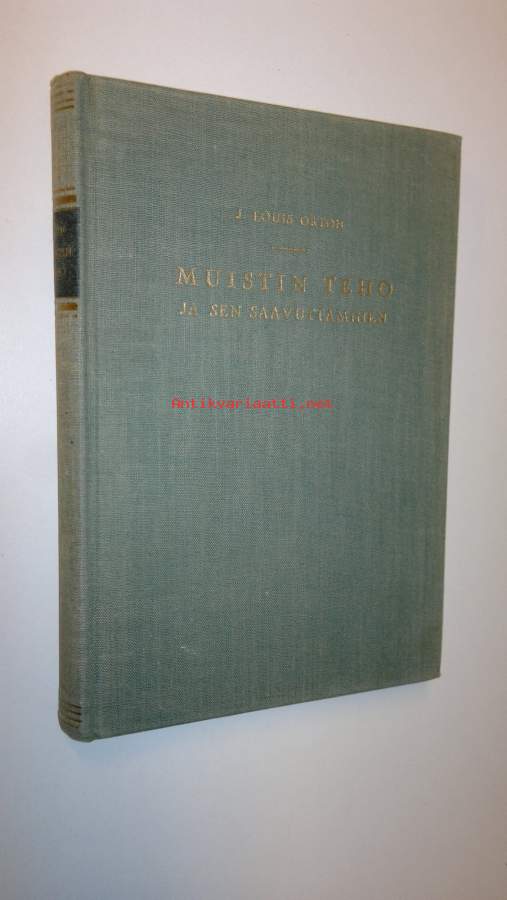 J. LOUIS ORTON
MUISTIN TEHO
JA SEN SAAVUTTAMINEN
Antikvariaatti.net